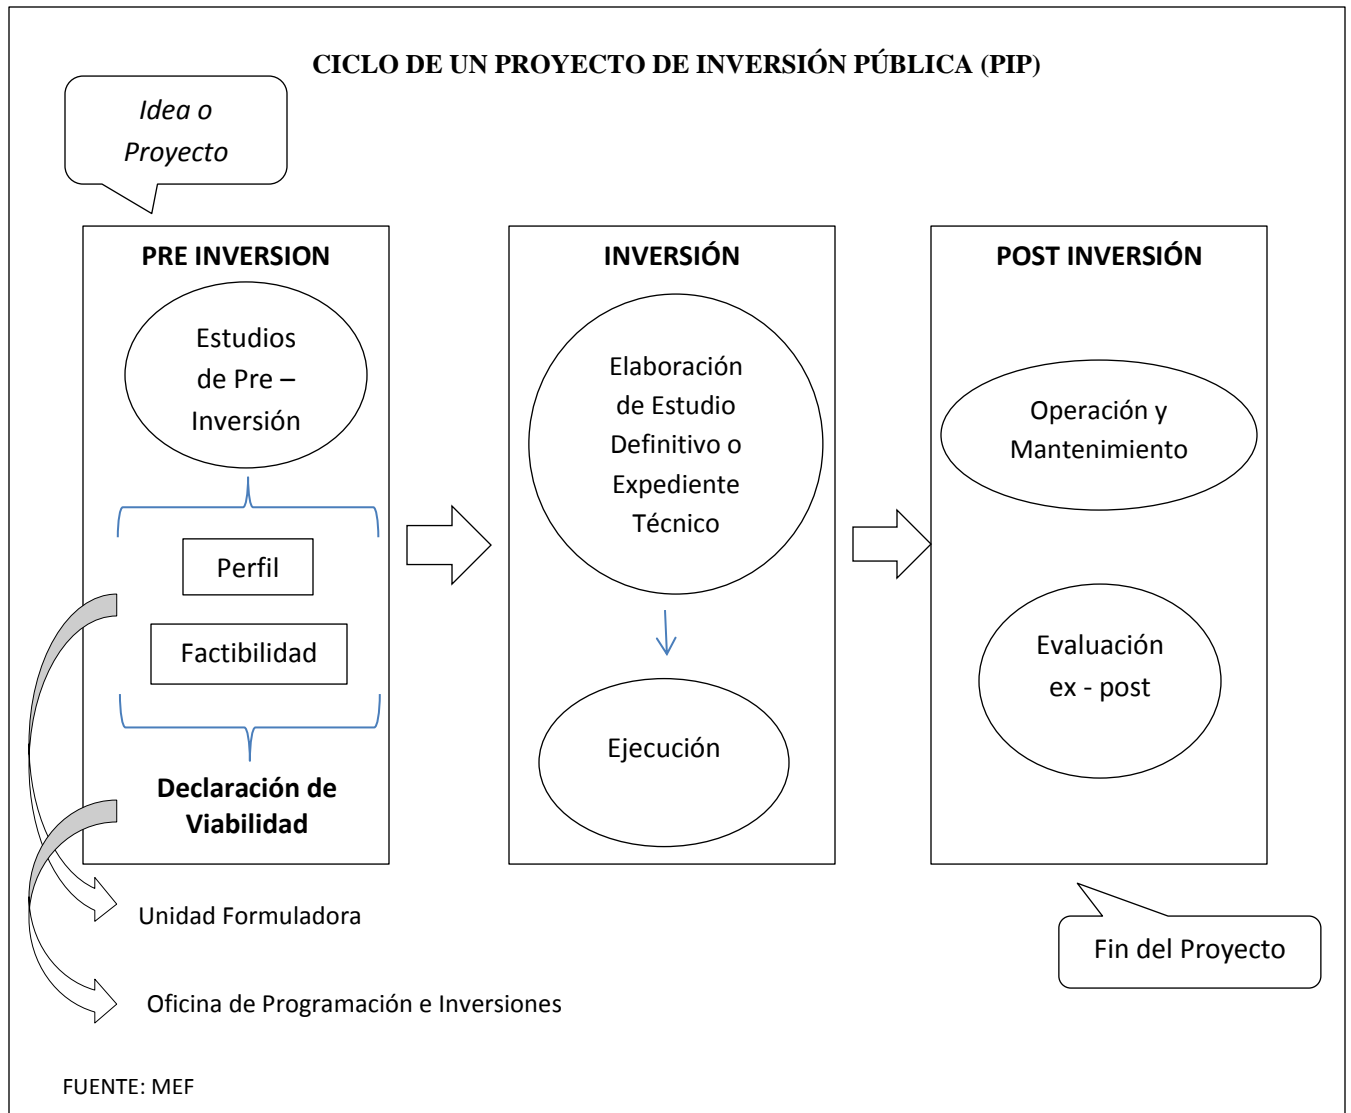 CICLO DE UN PROYECTO DE INVERSIÓN PÚBLICA (PIP)
Idea o
Proyecto
PRE INVERSION
Estudios
de Pre –
Inversión
Perfil
Factibilidad
Declaración de
Viabilidad
INVERSIÓN
Elaboración
de Estudio
Definitivo o
Expediente
Técnico
Ejecución
POST INVERSIÓN
Operación y
Mantenimiento
Evaluación
ex - post
Unidad Formuladora
Oficina de Programación e Inversiones
Fin del Proyecto
FUENTE: MEF